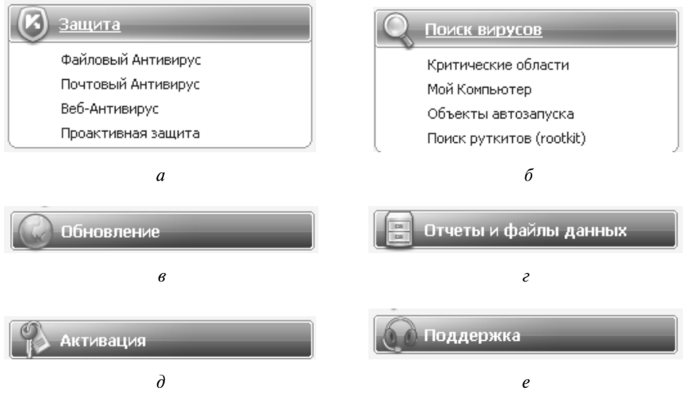 Защита
Файловый Антивирус
Почтовый Антивирус
Веб-Антивирус
Проактивная защита
а
Поиск вирусов
Критические области
Мой Компьютер
Объекты автозапуска
Поиск руткитов (rootkit)
б
Обновление
в
Отчеты и файлы данных
г
Активация
д
Поддержка
е